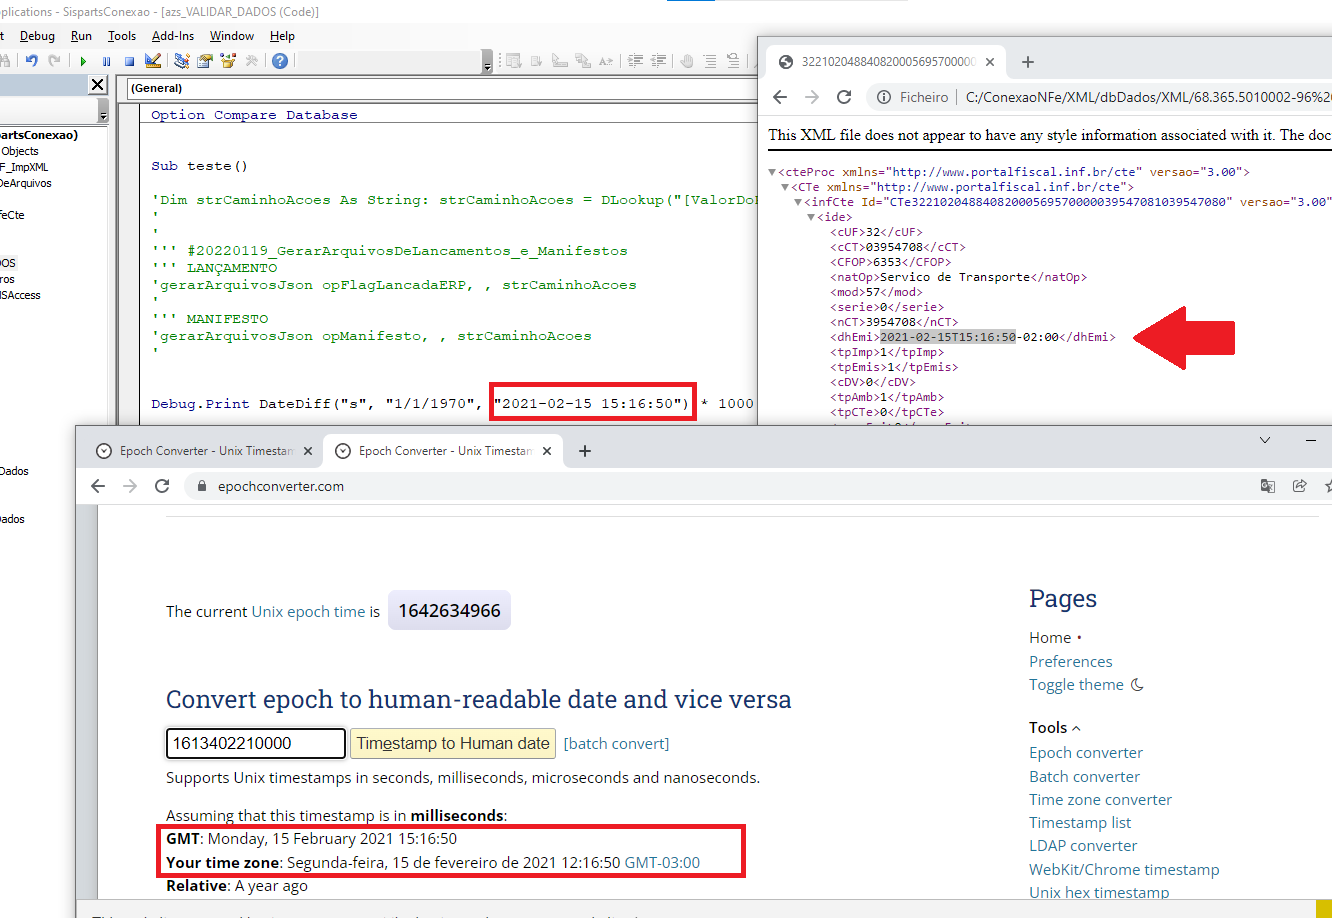 plications - SispartsConexao - [azs_VALIDAR_DADOS (Code)]
t Debug Run Tools Add-Ins Window Help
(General)
artsConexao)
Objects
F_ImpXML
DeArquivos
feCte
DOS
ros
ISAccess
Dados
ados
Option Compare Database
Sub teste()
'Dim strCaminhoAcoes As String: strCaminhoAcoes = DLookup("[ValorDoP
'
'
''' #20220119_GerarArquivosDeLancamentos_e_Manifestos
''' LANÇAMENTO
'gerarArquivosJson opFlagLancadaERP, , strCaminhoAcoes
'
''' MANIFESTO
'gerarArquivosJson opManifesto, , strCaminhoAcoes
'
Debug.Print DateDiff("s", "1/1/1970", "2021-02-15 15:16:50") * 1000
32210204884082000569570000
Ficheiro | C:/ConexaoNFe/XML/dbDados/XML/68.365.5010002-96%2
This XML file does not appear to have any style information associated with it. The doc
<cteProc xmlns="http://www.portalfiscal.inf.br/cte" versao="3.00">
<CTe xmlns="http://www.portalfiscal.inf.br/cte">
<infCte Id="CTe32210204884082000569570000039547081039547080" versao="3.00"
<ide>
<cUF>32</cUF>
<cCT>03954708</cCT>
<CFOP>6353</CFOP>
<natOp>Servico de Transporte</natOp>
<mod>57</mod>
<serie>0</serie>
<nCT>3954708</nCT>
<dhEmi>2021-02-15T15:16:50-02:00</dhEmi>
<tpImp>1</tpImp>
<tpEmis>1</tpEmis>
<cDV>0</cDV>
<tpAmb>1</tpAmb>
<tpCTe>0</tpCTe>
Epoch Converter - Unix Timestam
Epoch Converter - Unix Timestam
epochconverter.com
The current Unix epoch time is 1642634966
Convert epoch to human-readable date and vice versa
1613402210000 Timestamp to Human date [batch convert]
Supports Unix timestamps in seconds, milliseconds, microseconds and nanoseconds.
Assuming that this timestamp is in milliseconds:
GMT: Monday, 15 February 2021 15:16:50
Your time zone: Segunda-feira, 15 de fevereiro de 2021 12:16:50 GMT-03:00
Relative: A year ago
Pages
Home •
Preferences
Toggle theme
Tools
Epoch converter
Batch converter
Time zone converter
Timestamp list
LDAP converter
WebKit/Chrome timestamp
Unix hex timestamp